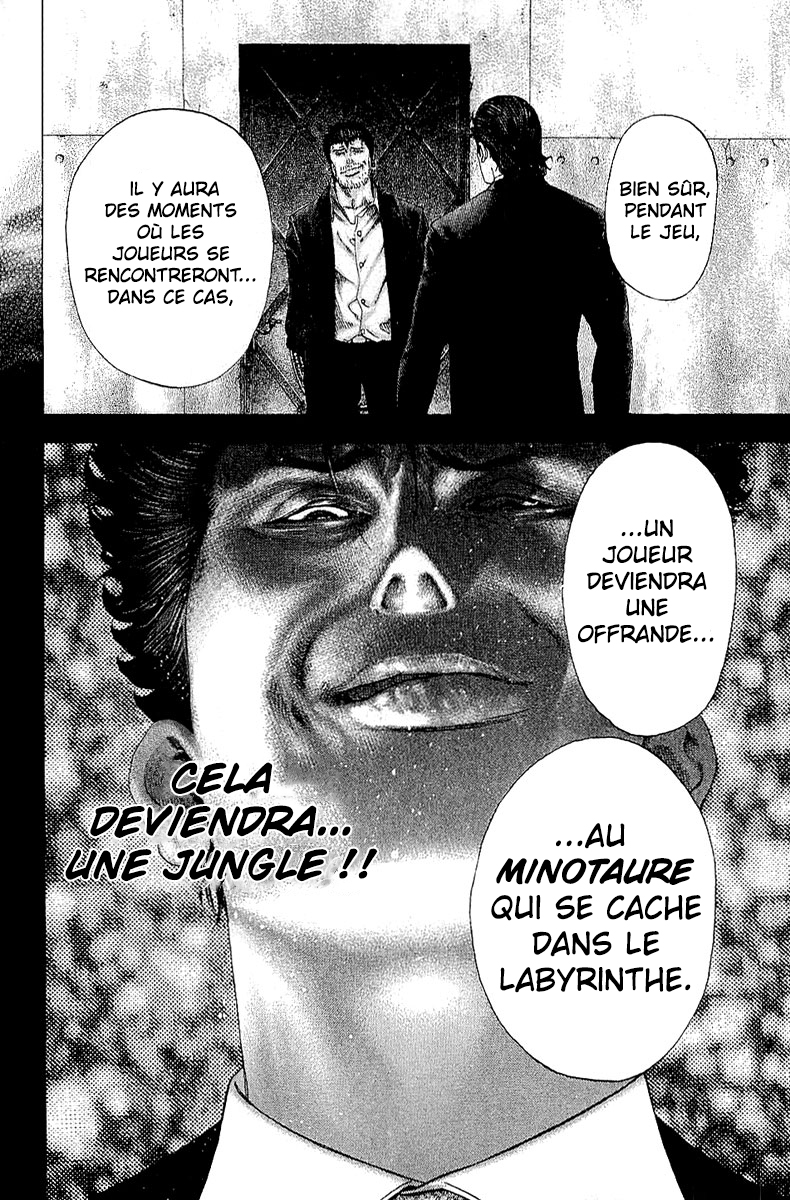 BIEN SÛR,
PENDANT
LE JEU,
IL Y AURA
DES MOMENTS
OÙ LES
JOUEURS SE
RENCONTRERONT...
DANS CE CAS,
...UN
JOUEUR
DEVIENDRA
UNE
OFFRANDE...
...AU
MINOTAURE
QUI SE CACHE
DANS LE
LABYRINTHE.
CELA
DEVIENDRA...
UNE JUNGLE !!